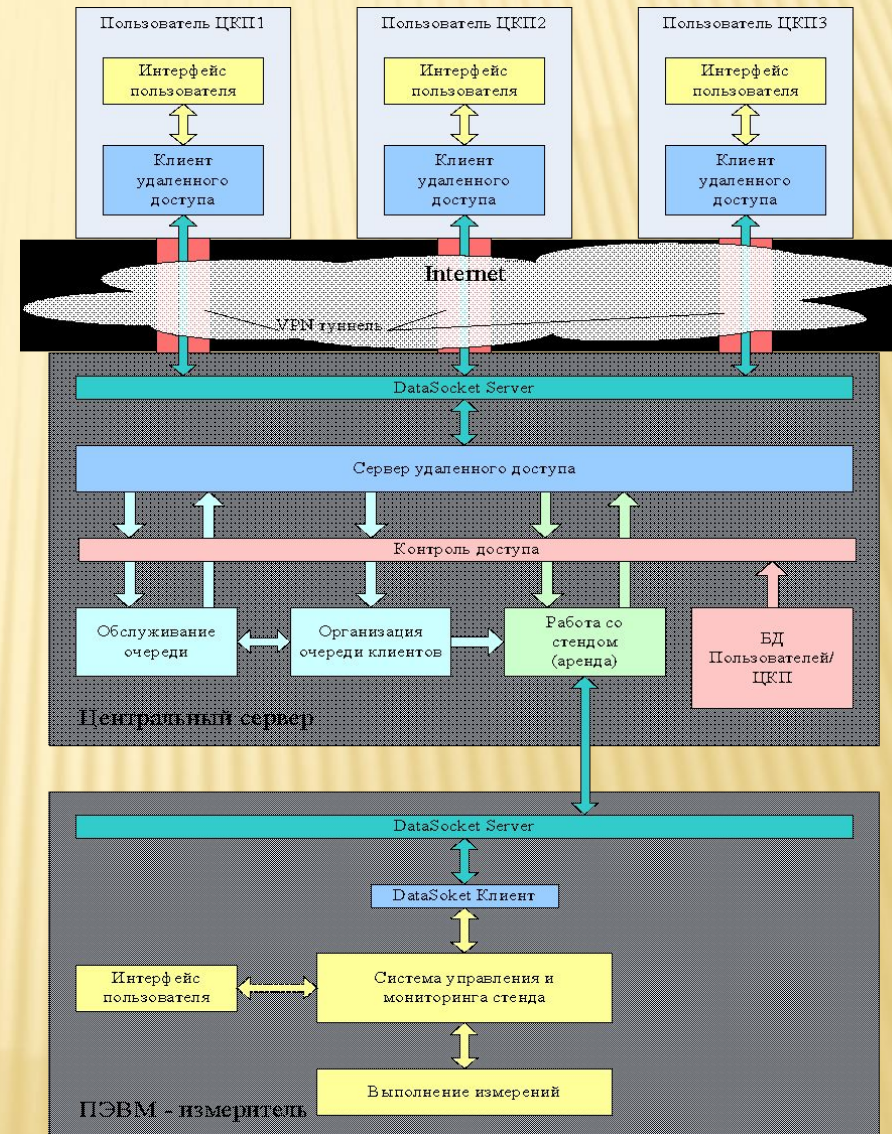 Пользователь ЦКП1
Интерфейс
пользователя
Клиент
удаленного
доступа
Пользователь ЦКП2
Интерфейс
пользователя
Клиент
удаленного
доступа
Пользователь ЦКП3
Интерфейс
пользователя
Клиент
удаленного
доступа
Internet
VPN туннель
DataSocket Server
Сервер удаленного доступа
Контроль доступа
Обслуживание
очереди
Организация
очереди клиентов
Работа со
стендом
(аренда)
БД
Пользователей/
ЦКП
Центральный сервер
DataSocket Server
DataSoket Клиент
Интерфейс
пользователя
Система управления и
мониторинга стенда
Выполнение измерений
ПЭВМ - измеритель